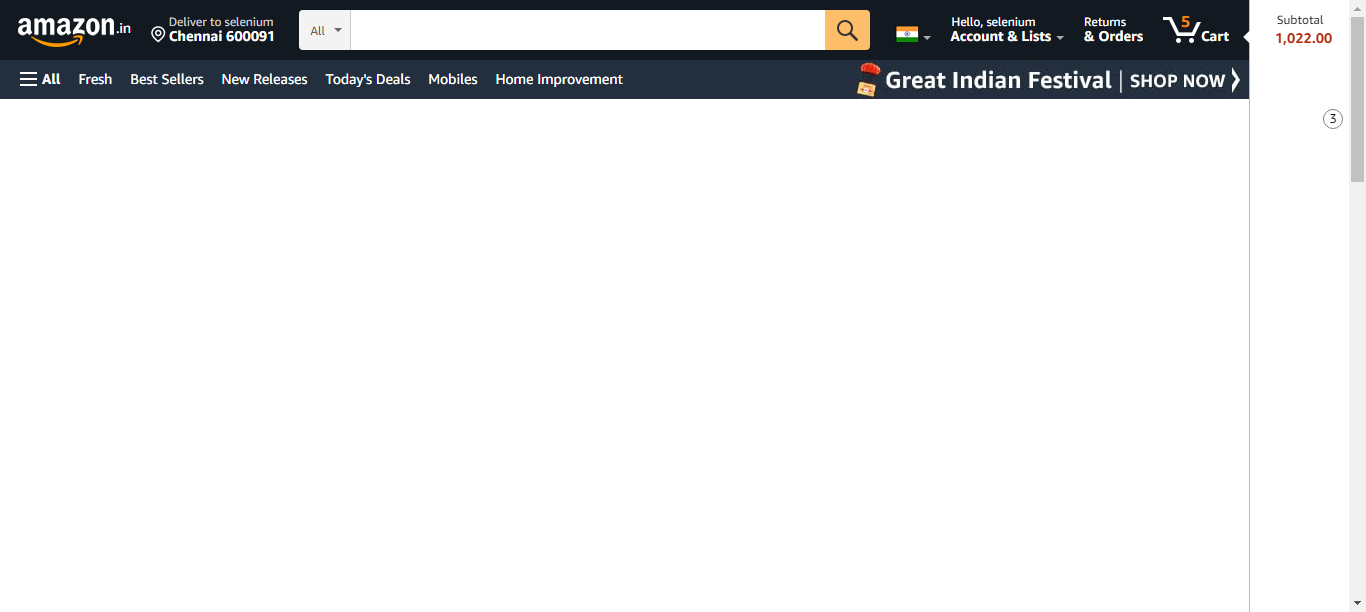 amazon.in
Deliver to selenium
Chennai 600091
All
Hello, selenium
Account & Lists
Returns
& Orders
5
Cart
Subtotal
1,022.00
All Fresh Best Sellers New Releases Today's Deals Mobiles Home Improvement
Great Indian Festival | SHOP NOW
3